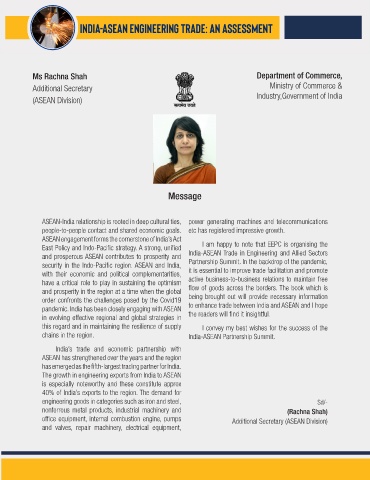 INDIA-ASEAN ENGINEERING TRADE: AN ASSESSMENT
Ms Rachna Shah
Additional Secretary
(ASEAN Division)
Department of Commerce,
Ministry of Commerce &
Industry,Government of India
सत्यमेव जयते
Message
ASEAN-India relationship is rooted in deep cultural ties,
people-to-people contact and shared economic goals.
ASEAN engagement forms the cornerstone of India's Act
East Policy and Indo-Pacific strategy. A strong, unified
and prosperous ASEAN contributes to prosperity and
security in the Indo-Pacific region. ASEAN and India,
with their economic and political complementarities,
have a critical role to play in sustaining the optimism
and prosperity in the region at a time when the global
order confronts the challenges posed by the Covid19
pandemic. India has been closely engaging with ASEAN
in evolving effective regional and global strategies in
this regard and in maintaining the resilience of supply
chains in the region.
India's trade and economic partnership with
ASEAN has strengthened over the years and the region
has emerged as the fifth-largest trading partner for India.
The growth in engineering exports from India to ASEAN
is especially noteworthy and these constitute approx
40% of India's exports to the region. The demand for
engineering goods in categories such as iron and steel,
nonferrous metal products, industrial machinery and
office equipment, internal combustion engine, pumps
and valves, repair machinery, electrical equipment,
power generating machines and telecommunications
etc has registered impressive growth.
I am happy to note that EEPC is organising the
India-ASEAN Trade in Engineering and Allied Sectors
Partnership Summit. In the backdrop of the pandemic,
it is essential to improve trade facilitation and promote
active business-to-business relations to maintain free
flow of goods across the borders. The book which is
being brought out will provide necessary information
to enhance trade between india and ASEAN and I hope
the readers will find it insightful.
I convey my best wishes for the success of the
India-ASEAN Partnership Summit.
Sd/-
(Rachna Shah)
Additional Secretary (ASEAN Division)